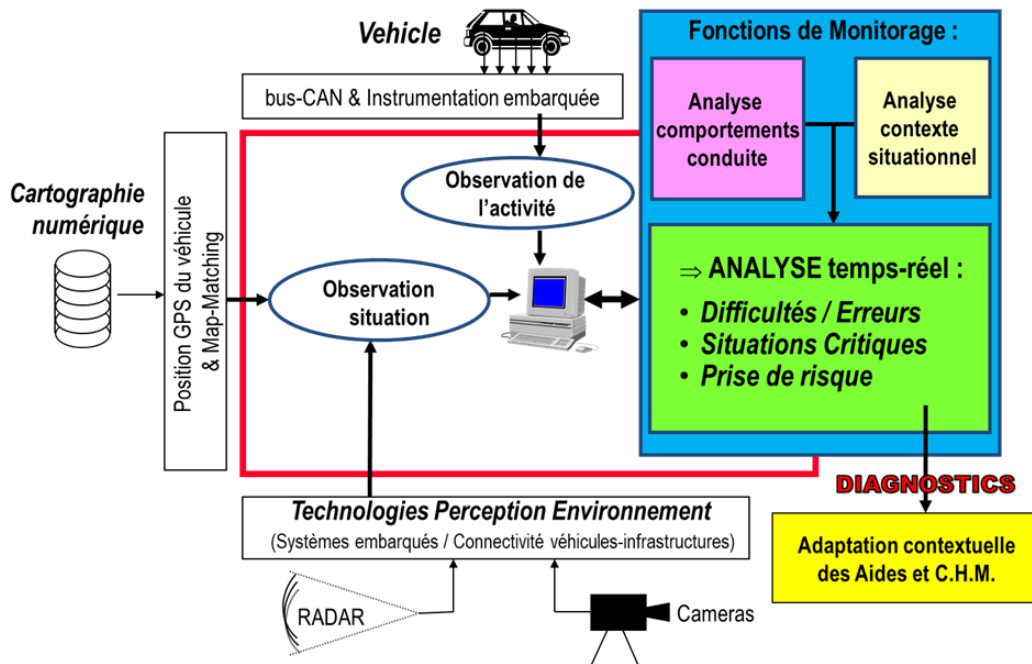 Vehicle
bus-CAN & Instrumentation embarquée
Fonctions de Monitorage :
Analyse
comportements
conduite
Analyse
contexte
situationnel
Cartographie
numérique
Position GPS du véhicule
& Map-Matching
Observation de
l'activité
Observation
situation
⇒ ANALYSE temps-réel :
• Difficultés / Erreurs
• Situations Critiques
• Prise de risque
DIAGNOSTICS
Technologies Perception Environnement
(Systèmes embarqués / Connectivité véhicules-infrastructures)
Adaptation contextuelle
des Aides et C.H.M.
RADAR
Cameras